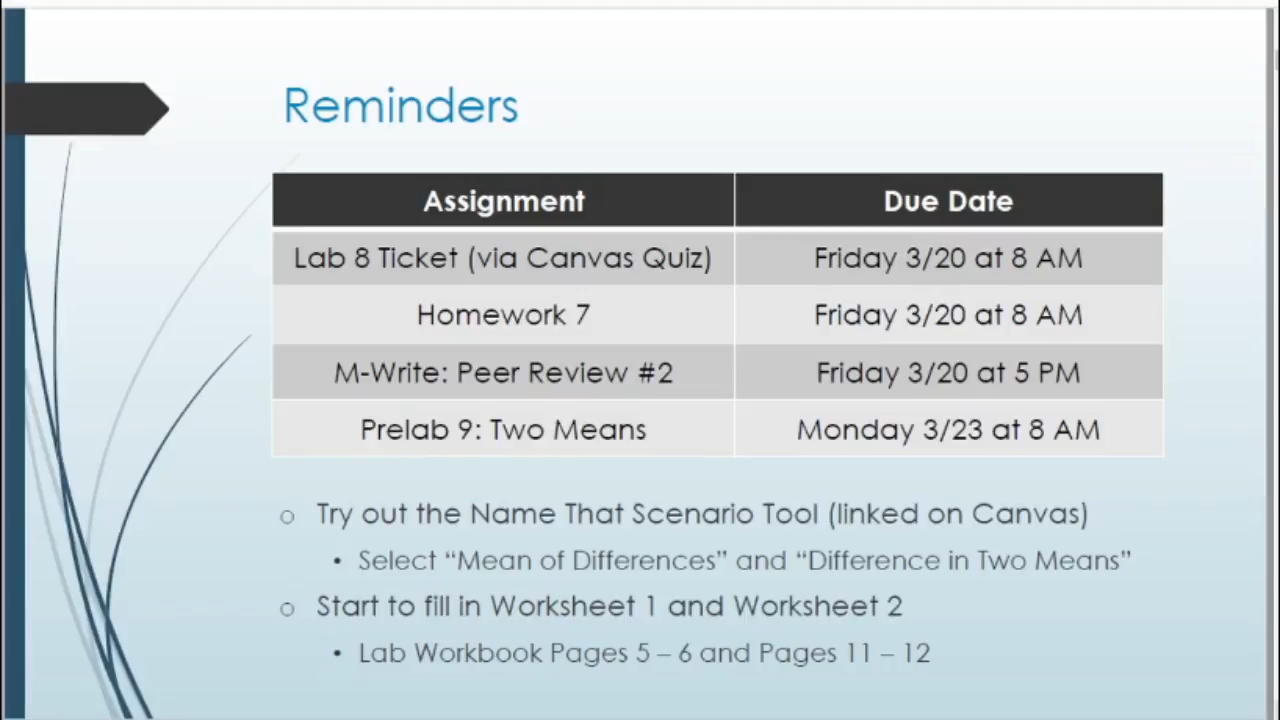 Reminders
Assignment Due Date
Lab 8 Ticket (via Canvas Quiz) Friday 3/20 at 8 AM
Homework 7 Friday 3/20 at 8 AM
M-Write: Peer Review #2 Friday 3/20 at 5 PM
Prelab 9: Two Means Monday 3/23 at 8 AM
Try out the Name That Scenario Tool (linked on Canvas)
Select “Mean of Differences” and “Difference in Two Means”
Start to fill in Worksheet 1 and Worksheet 2
Lab Workbook Pages 5 – 6 and Pages 11 – 12